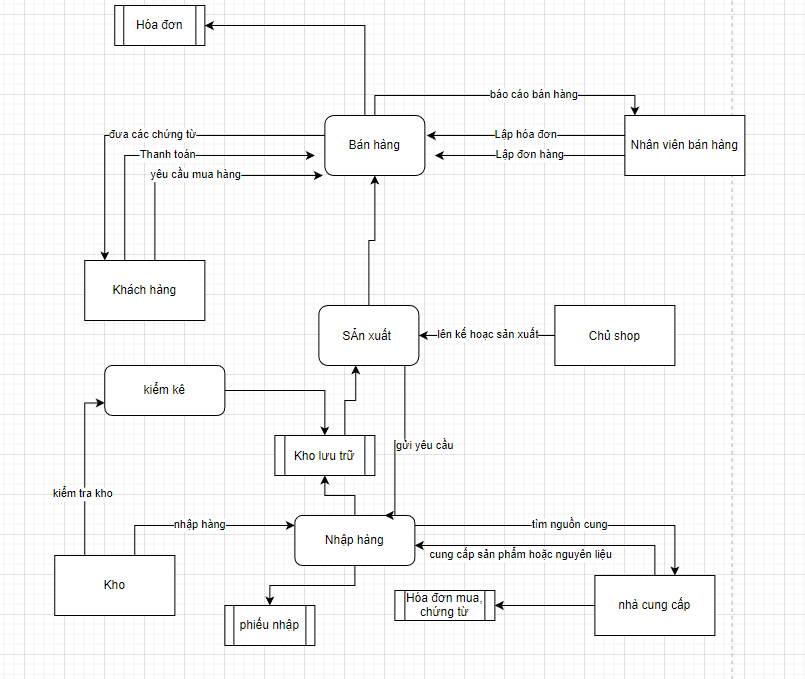 Hóa đơn
báo cáo bán hàng
đưa các chứng từ
Bán hàng
Lập hóa đơn
Nhân viên bán hàng
Thanh toán
Lập đơn hàng
yêu cầu mua hàng
Khách hàng
SẢn xuất
lên kế hoạc sản xuất
Chủ shop
kiểm kê
gửi yêu cầu
Kho lưu trữ
kiểm tra kho
nhập hàng
Nhập hàng
tìm nguồn cung
cung cấp sản phẩm hoặc nguyên liệu
Kho
Hóa đơn mua,
chứng từ
nhà cung cấp
phiếu nhập